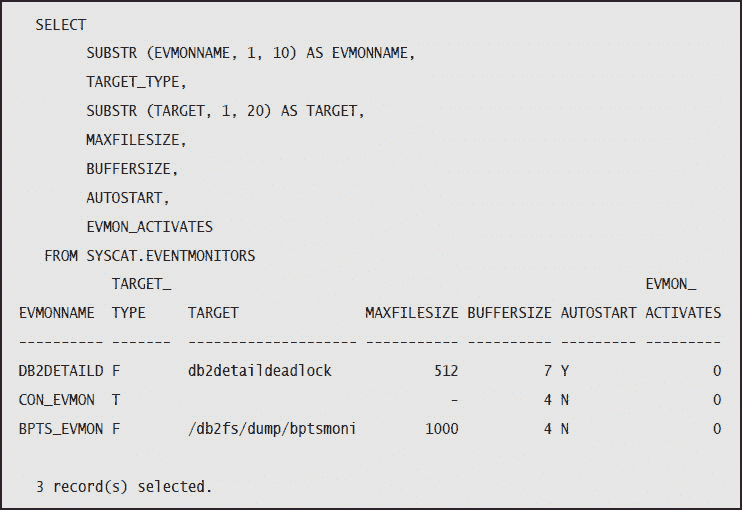 SELECT
SUBSTR (EVMONNAME, 1, 10) AS EVMONNAME,
TARGET_TYPE,
SUBSTR (TARGET, 1, 20) AS TARGET,
MAXFILESIZE,
BUFFERSIZE,
AUTOSTART,
EVMON_ACTIVATES
FROM SYSCAT.EVENTMONITORS
TARGET_ EVMON_
EVMONNAME TYPE TARGET MAXFILESIZE BUFFERSIZE AUTOSTART ACTIVATES
---------- ------- -------------------- ----------- ---------- --------- ---------
DB2DETAILD F db2detaildeadlock 512 7 Y 0
CON_EVMON T - 4 N 0
BPTS_EVMON F /db2fs/dump/bptsmoni 1000 4 N 0
3 record(s) selected.